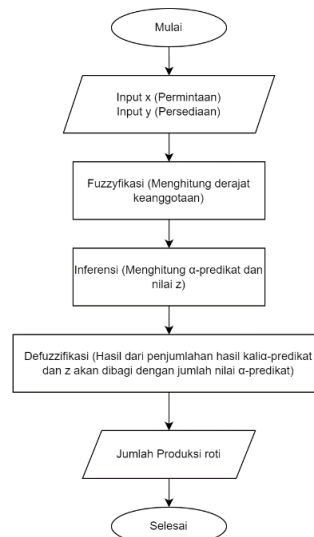 Mulai
Input x (Permintaan)
Input y (Persediaan)
Fuzzyfikasi (Menghitung derajat
keanggotaan)
Inferensi (Menghitung α-predikat dan
nilai z)
Defuzzifikasi (Hasil dari penjumlahan hasil kaliα-predikat
dan z akan dibagi dengan jumlah nilai α-predikat)
Jumlah Produksi roti
Selesai